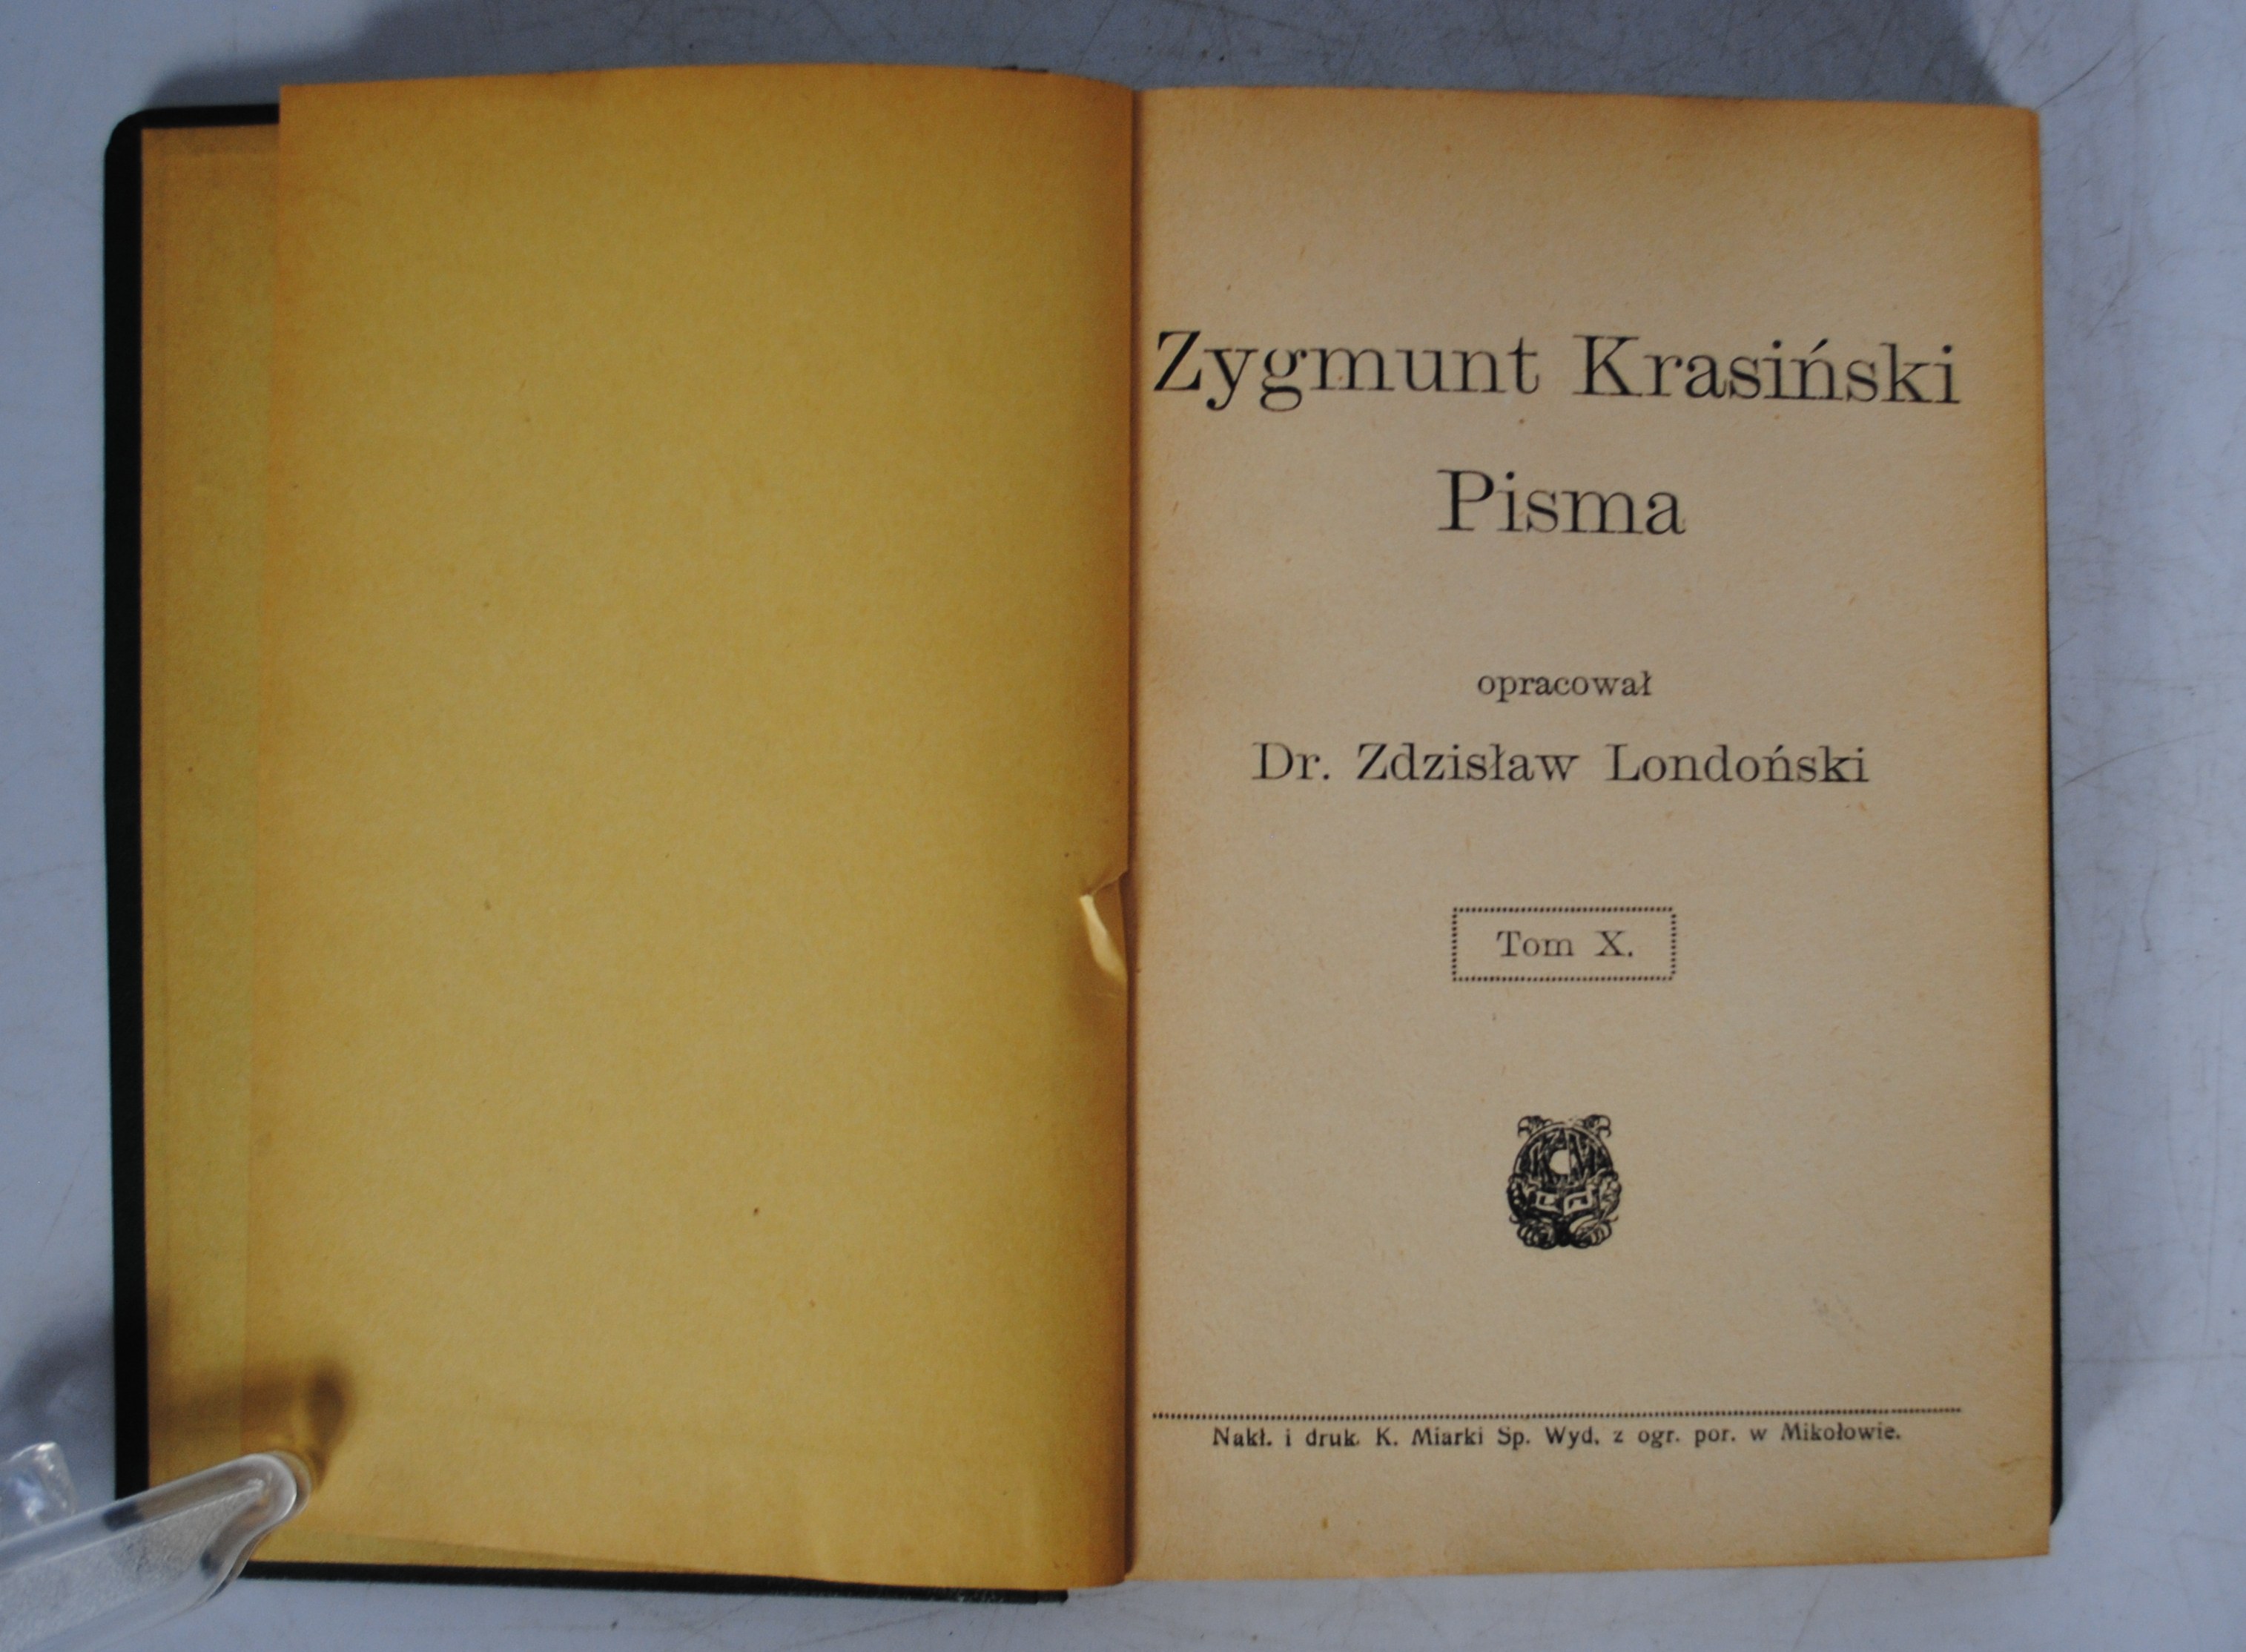 Zygmunt Krasiński
Pisma
opracował
Dr. Zdzisław Londoński
Tom X.
Nakł. i druk. K. Miarki Sp. Wyd. z ogr. por. w Mikołowie.